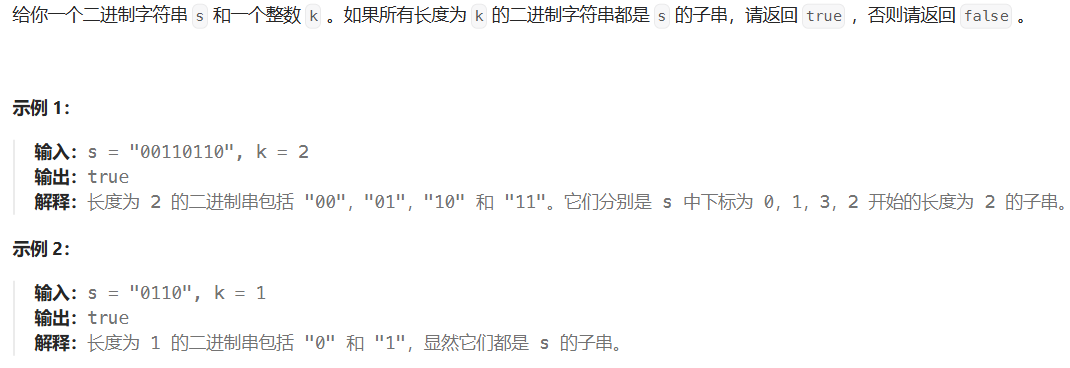 给你一个二进制字符串 s 和一个整数 k 。如果所有长度为 k 的二进制字符串都是 s 的子串，请返回 true ，否则请返回 false 。
示例 1：
输入：s = "00110110", k = 2
输出：true
解释：长度为 2 的二进制串包括 "00"，"01"，"10" 和 "11"。它们分别是 s 中下标为 0，1，3，2 开始的长度为 2 的子串。
示例 2：
输入：s = "0110", k = 1
输出：true
解释：长度为 1 的二进制串包括 "0" 和 "1"，显然它们都是 s 的子串。